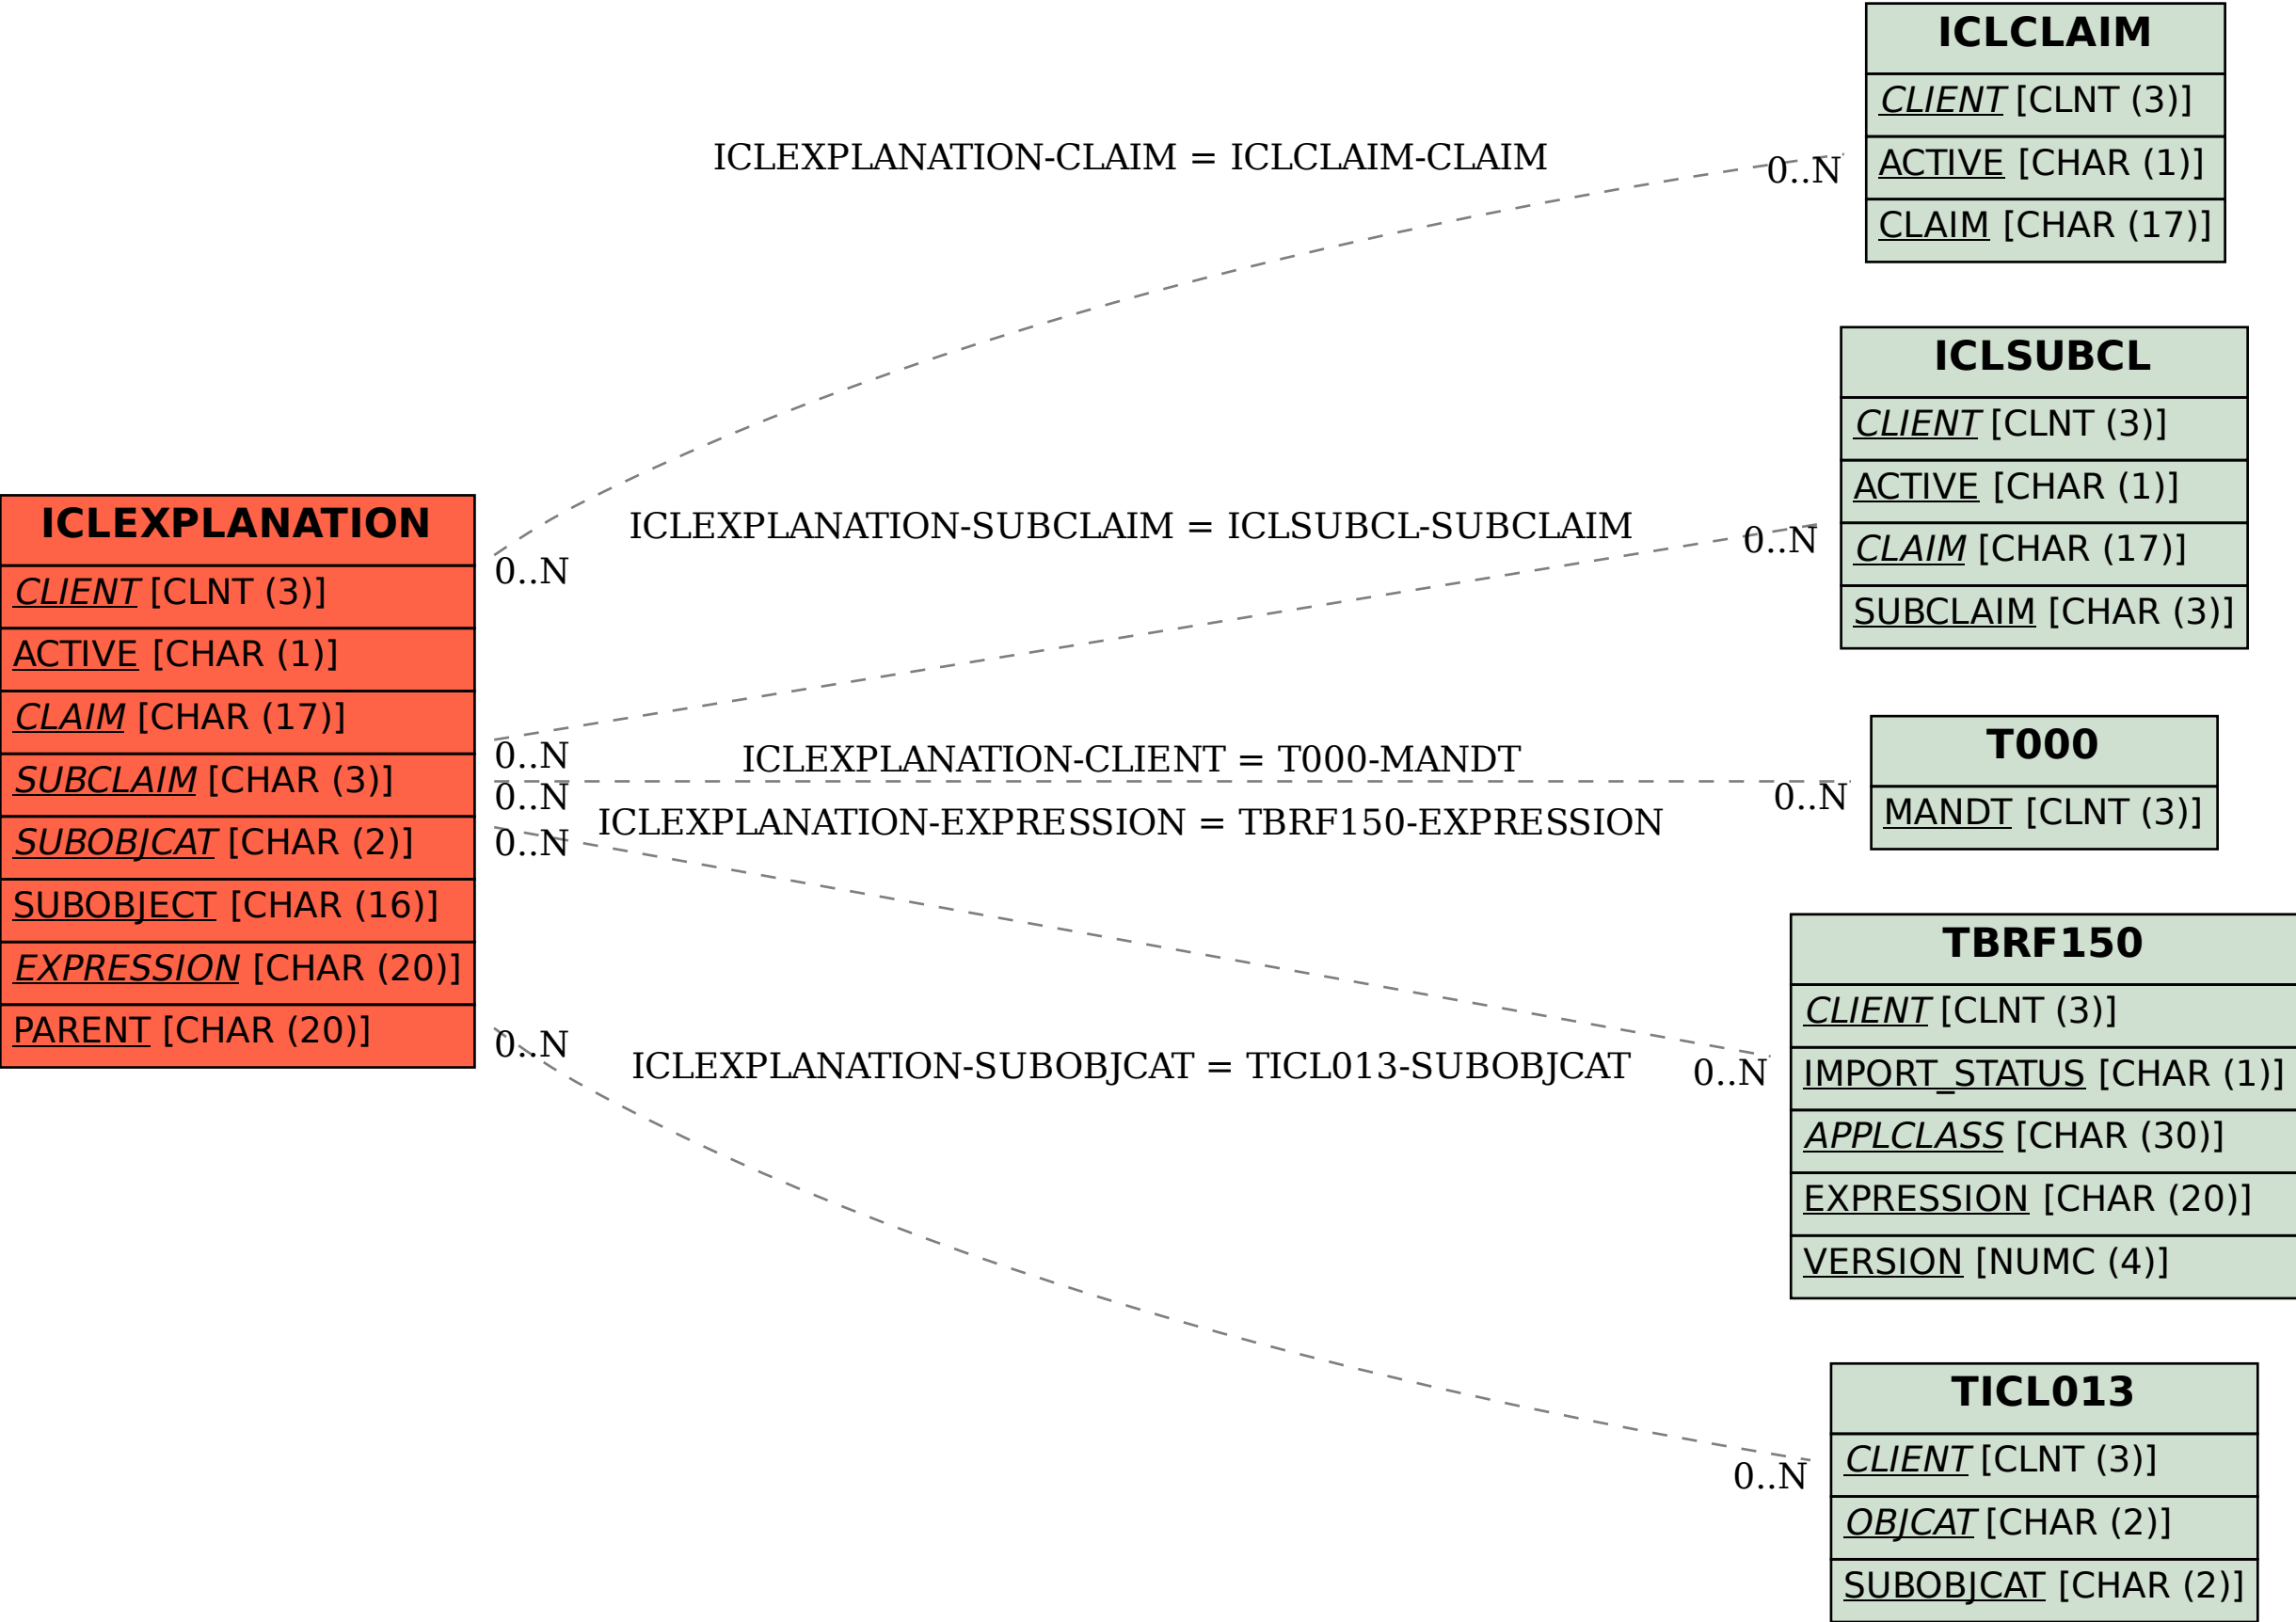 ICLCLAIM
CLIENT [CLNT (3)]
ACTIVE [CHAR (1)]
CLAIM [CHAR (17)]
ICLEXPLANATION-CLAIM = ICLCLAIM-CLAIM
0..N
0..N
ICLSUBCL
CLIENT [CLNT (3)]
ACTIVE [CHAR (1)]
CLAIM [CHAR (17)]
SUBCLAIM [CHAR (3)]
ICLEXPLANATION-SUBCLAIM = ICLSUBCL-SUBCLAIM
0..N
0..N
ICLEXPLANATION
CLIENT [CLNT (3)]
ACTIVE [CHAR (1)]
CLAIM [CHAR (17)]
SUBCLAIM [CHAR (3)]
SUBOBJCAT [CHAR (2)]
SUBOBJECT [CHAR (16)]
EXPRESSION [CHAR (20)]
PARENT [CHAR (20)]
T000
MANDT [CLNT (3)]
ICLEXPLANATION-CLIENT = T000-MANDT
0..N
0..N
ICLEXPLANATION-EXPRESSION = TBRF150-EXPRESSION
0..N
0..N
TBRF150
CLIENT [CLNT (3)]
IMPORT_STATUS [CHAR (1)]
APPLCLASS [CHAR (30)]
EXPRESSION [CHAR (20)]
VERSION [NUMC (4)]
ICLEXPLANATION-SUBOBJCAT = TICL013-SUBOBJCAT
0..N
0..N
TICL013
CLIENT [CLNT (3)]
OBJCAT [CHAR (2)]
SUBOBJCAT [CHAR (2)]